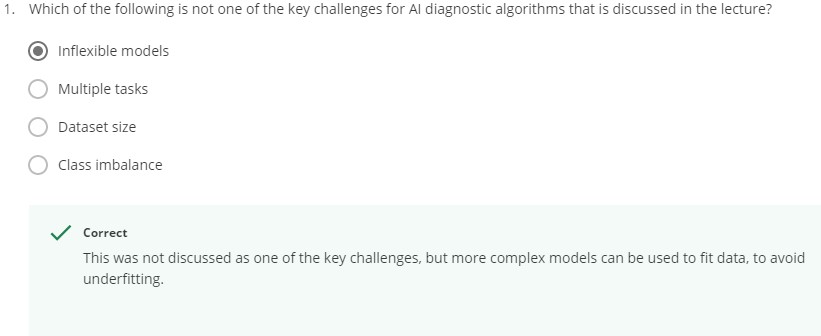 1. Which of the following is not one of the key challenges for AI diagnostic algorithms that is discussed in the lecture?
Inflexible models
Multiple tasks
Dataset size
Class imbalance
Correct
This was not discussed as one of the key challenges, but more complex models can be used to fit data, to avoid
underfitting.